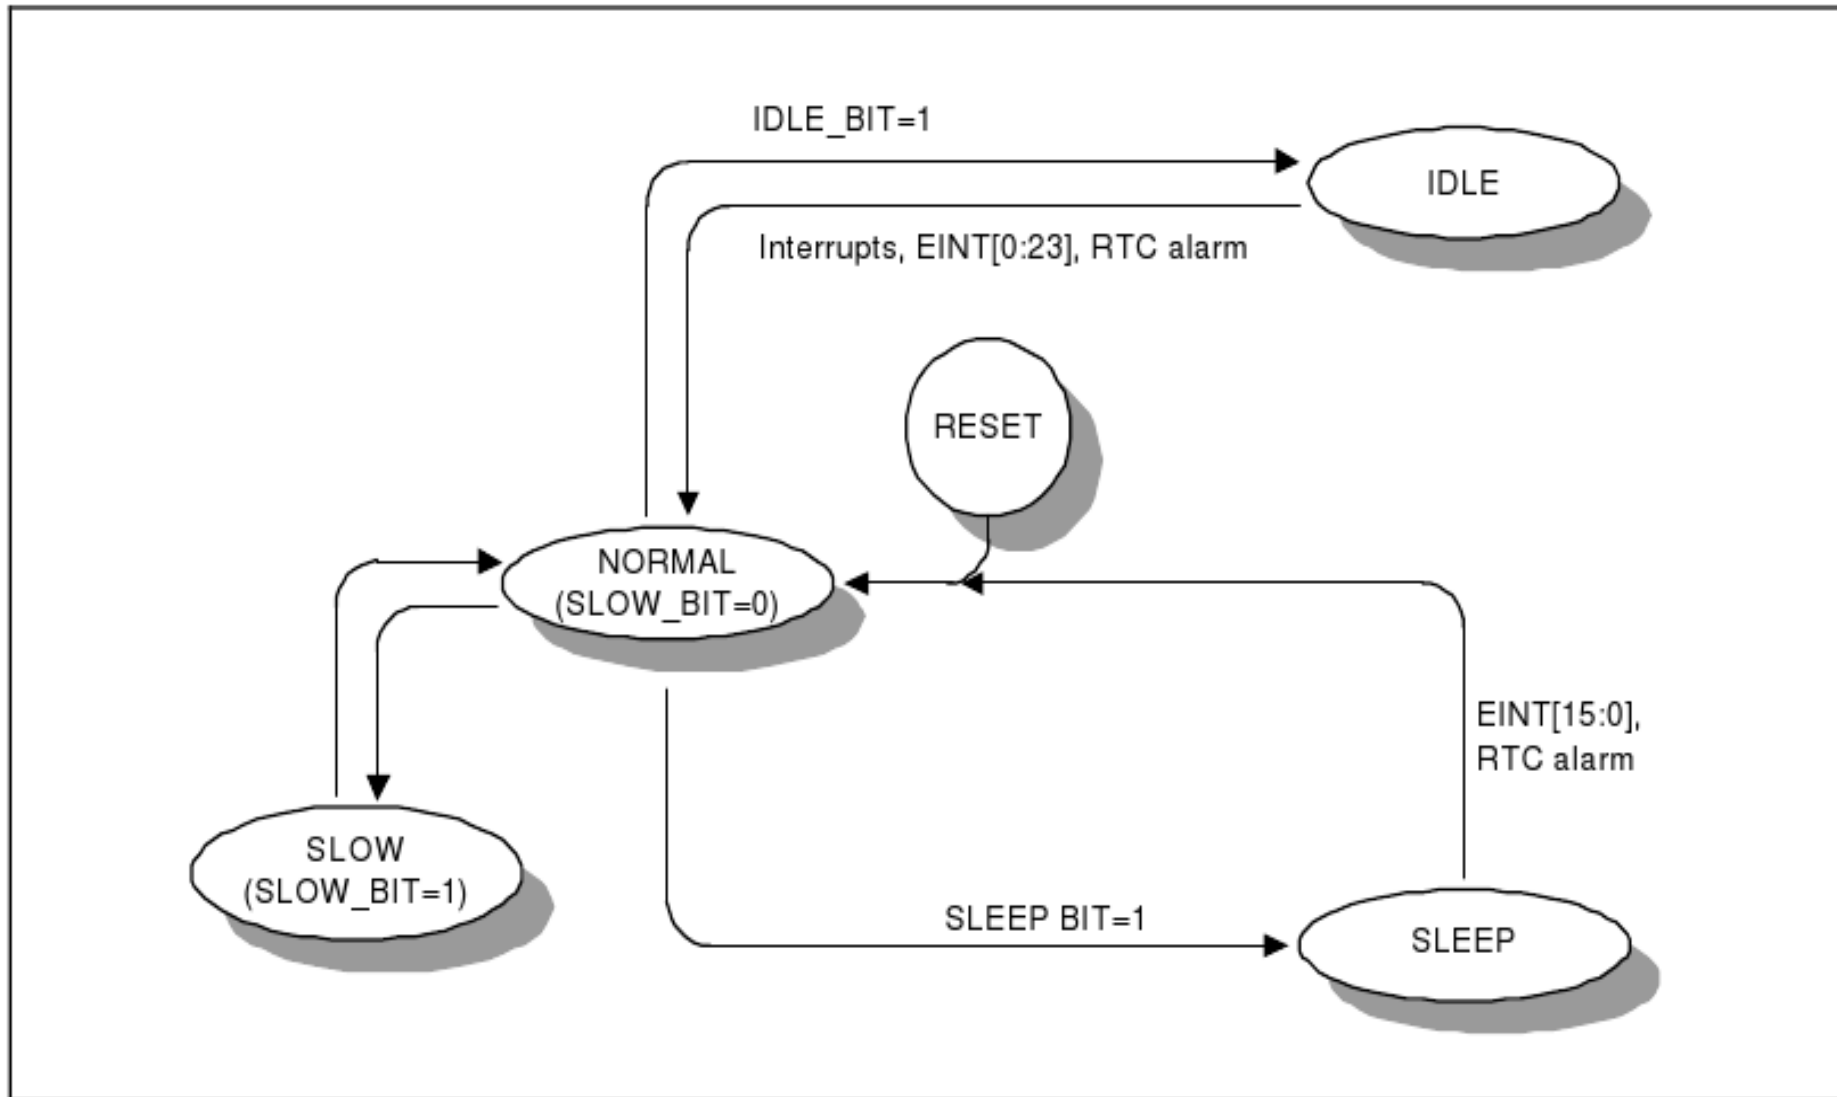 IDLE_BIT=1
IDLE
Interrupts, EINT[0:23], RTC alarm
RESET
NORMAL
(SLOW_BIT=0)
EINT[15:0],
RTC alarm
SLOW
(SLOW_BIT=1)
SLEEP BIT=1
SLEEP